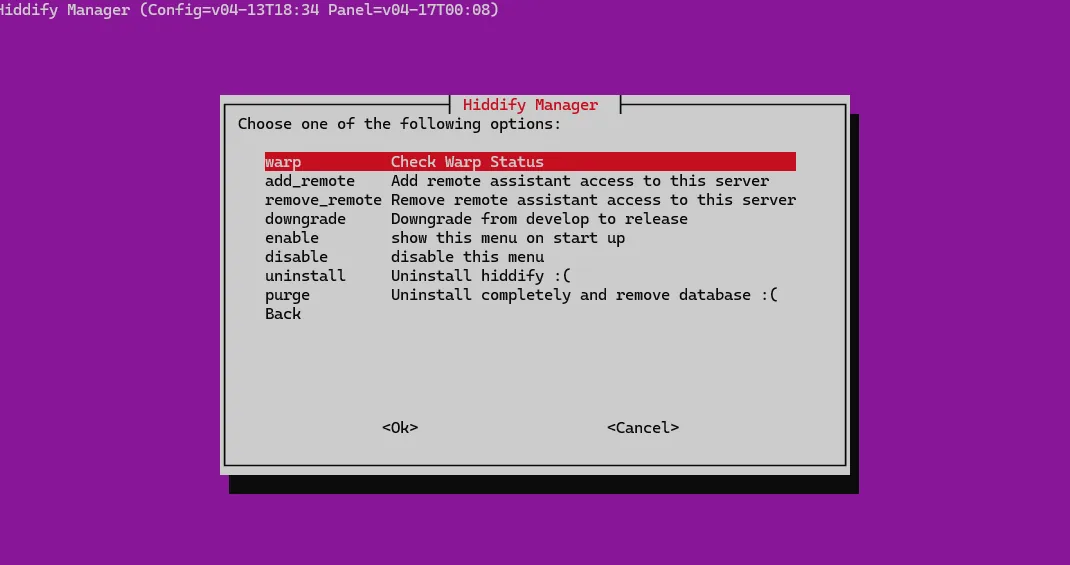 Hiddify Manager (Config=v04-13T18:34 Panel=v04-17T00:08)
Hiddify Manager
Choose one of the following options:
warp Check Warp Status
add_remote Add remote assistant access to this server
remove_remote Remove remote assistant access to this server
downgrade Downgrade from develop to release
enable show this menu on start up
disable disable this menu
uninstall Uninstall hiddify :(
purge Uninstall completely and remove database :(
Back
<Ok> <Cancel>